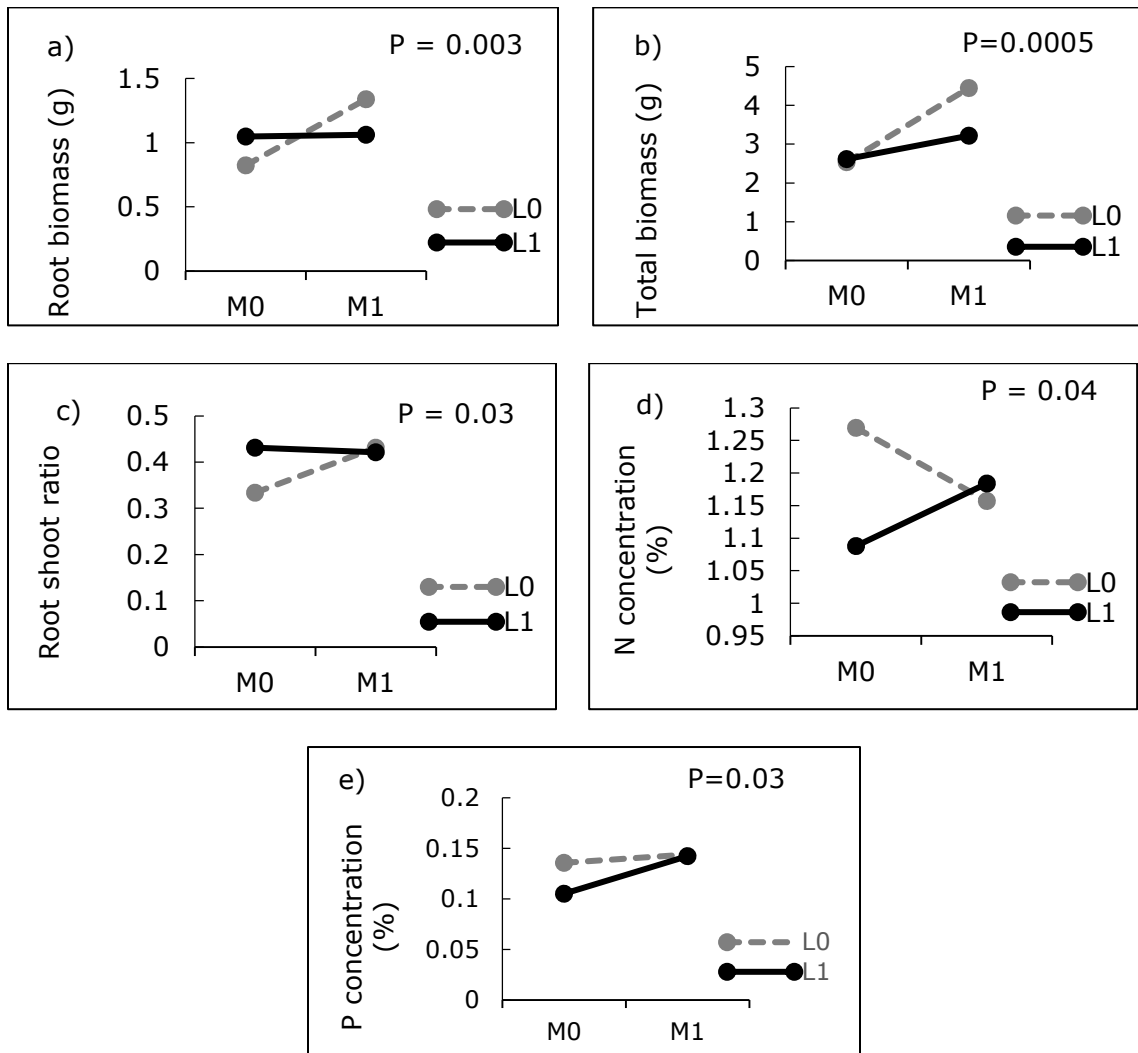 a)
P = 0.003
Root biomass (g)
1.5
1
0.5
0
M0 M1
L0
L1
b)
P=0.0005
Total biomass (g)
5
4
3
2
1
0
M0 M1
L0
L1
c)
P = 0.03
Root shoot ratio
0.5
0.4
0.3
0.2
0.1
0
M0 M1
L0
L1
d)
P = 0.04
N concentration
(%)
1.3
1.25
1.2
1.15
1.1
1.05
1
0.95
M0 M1
L0
L1
e)
P=0.03
P concentration
(%)
0.2
0.15
0.1
0.05
0
M0 M1
L0
L1